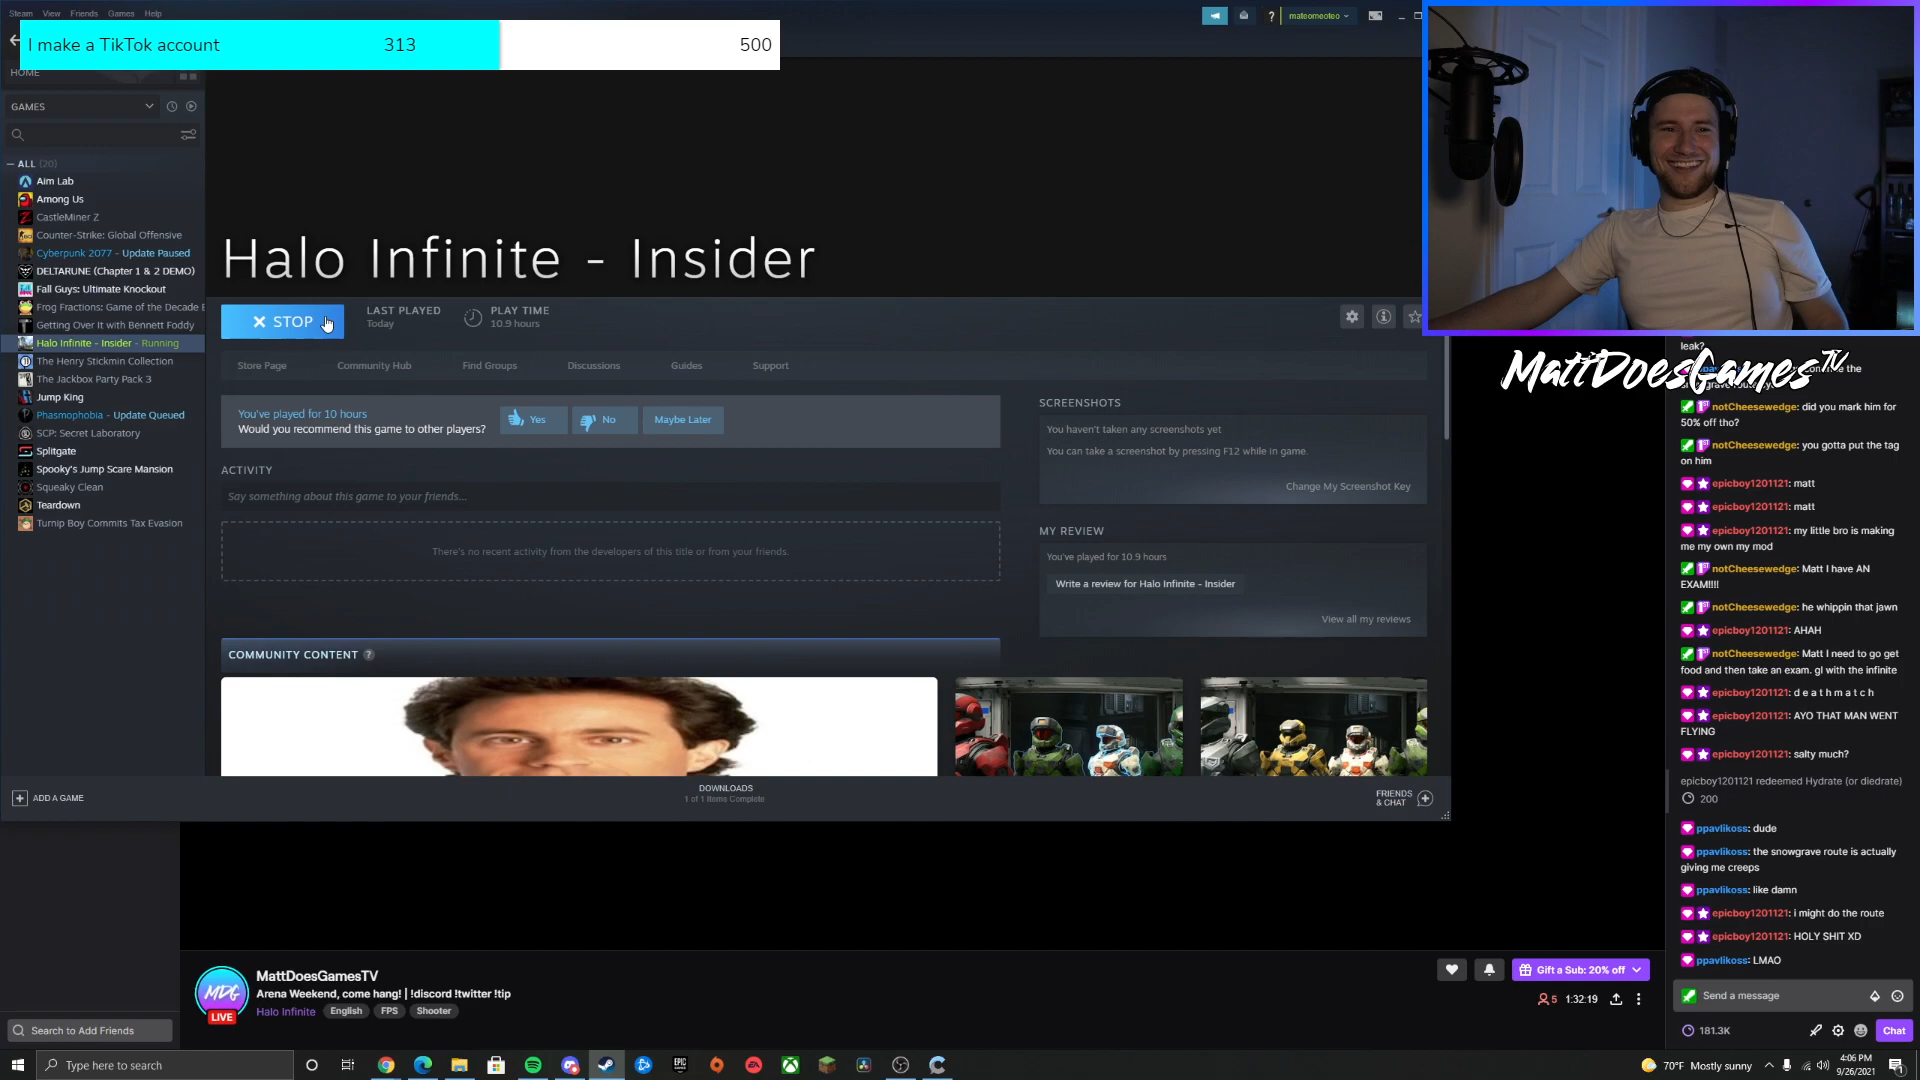 Steam View Friends Games Help
mateomeoteo
I make a TikTok account 313 500
HOME
GAMES
ALL (20)
Aim Lab
Among Us
CastleMiner Z
Counter-Strike: Global Offensive
Cyberpunk 2077 - Update Paused
DELTARUNE (Chapter 1 & 2 DEMO)
Fall Guys: Ultimate Knockout
Frog Fractions: Game of the Decade E
Getting Over It with Bennett Foddy
Halo Infinite - Insider - Running
The Henry Stickmin Collection
The Jackbox Party Pack 3
Jump King
Phasmophobia - Update Queued
SCP: Secret Laboratory
Splitgate
Spooky's Jump Scare Mansion
Squeaky Clean
Teardown
Turnip Boy Commits Tax Evasion
ADD A GAME
Halo Infinite - Insider
STOP
LAST PLAYED
Today
PLAY TIME
10.9 hours
Store Page Community Hub Find Groups Discussions Guides Support
You've played for 10 hours
Would you recommend this game to other players?
Yes No Maybe Later
ACTIVITY
Say something about this game to your friends...
There's no recent activity from the developers of this title or from your friends.
SCREENSHOTS
You haven't taken any screenshots yet
You can take a screenshot by pressing F12 while in game.
Change My Screenshot Key
MY REVIEW
You've played for 10.9 hours
Write a review for Halo Infinite - Insider
View all my reviews
COMMUNITY CONTENT ?
DOWNLOADS
1 of 1 Items Complete
FRIENDS
& CHAT
MattDoesGamesTV
leak?
notCheesewedge: did you mark him for
50% off tho?
notCheesewedge: you gotta put the tag
on him
epicboy1201121: matt
epicboy1201121: matt
epicboy1201121: my little bro is making
me my own my mod
notCheesewedge: Matt I have AN
EXAM!!!!
notCheesewedge: he whippin that jawn
epicboy1201121: AHAH
notCheesewedge: Matt I need to go get
food and then take an exam. gl with the infinite
epicboy1201121: d e a t h m a t c h
epicboy1201121: AYO THAT MAN WENT
FLYING
epicboy1201121: salty much?
epicboy1201121 redeemed Hydrate (or diedrate)
200
ppavlikoss: dude
ppavlikoss: the snowgrave route is actually
giving me creeps
ppavlikoss: like damn
epicboy1201121: i might do the route
epicboy1201121: HOLY SHIT XD
ppavlikoss: LMAO
Send a message
181.3K
Chat
MDG
LIVE
MattDoesGamesTV
Arena Weekend, come hang! | !discord !twitter !tip
Halo Infinite English FPS Shooter
Gift a Sub: 20% off
5 1:32:19
Search to Add Friends
Type here to search
EPIC
EA
70°F Mostly sunny
4:06 PM
9/26/2021